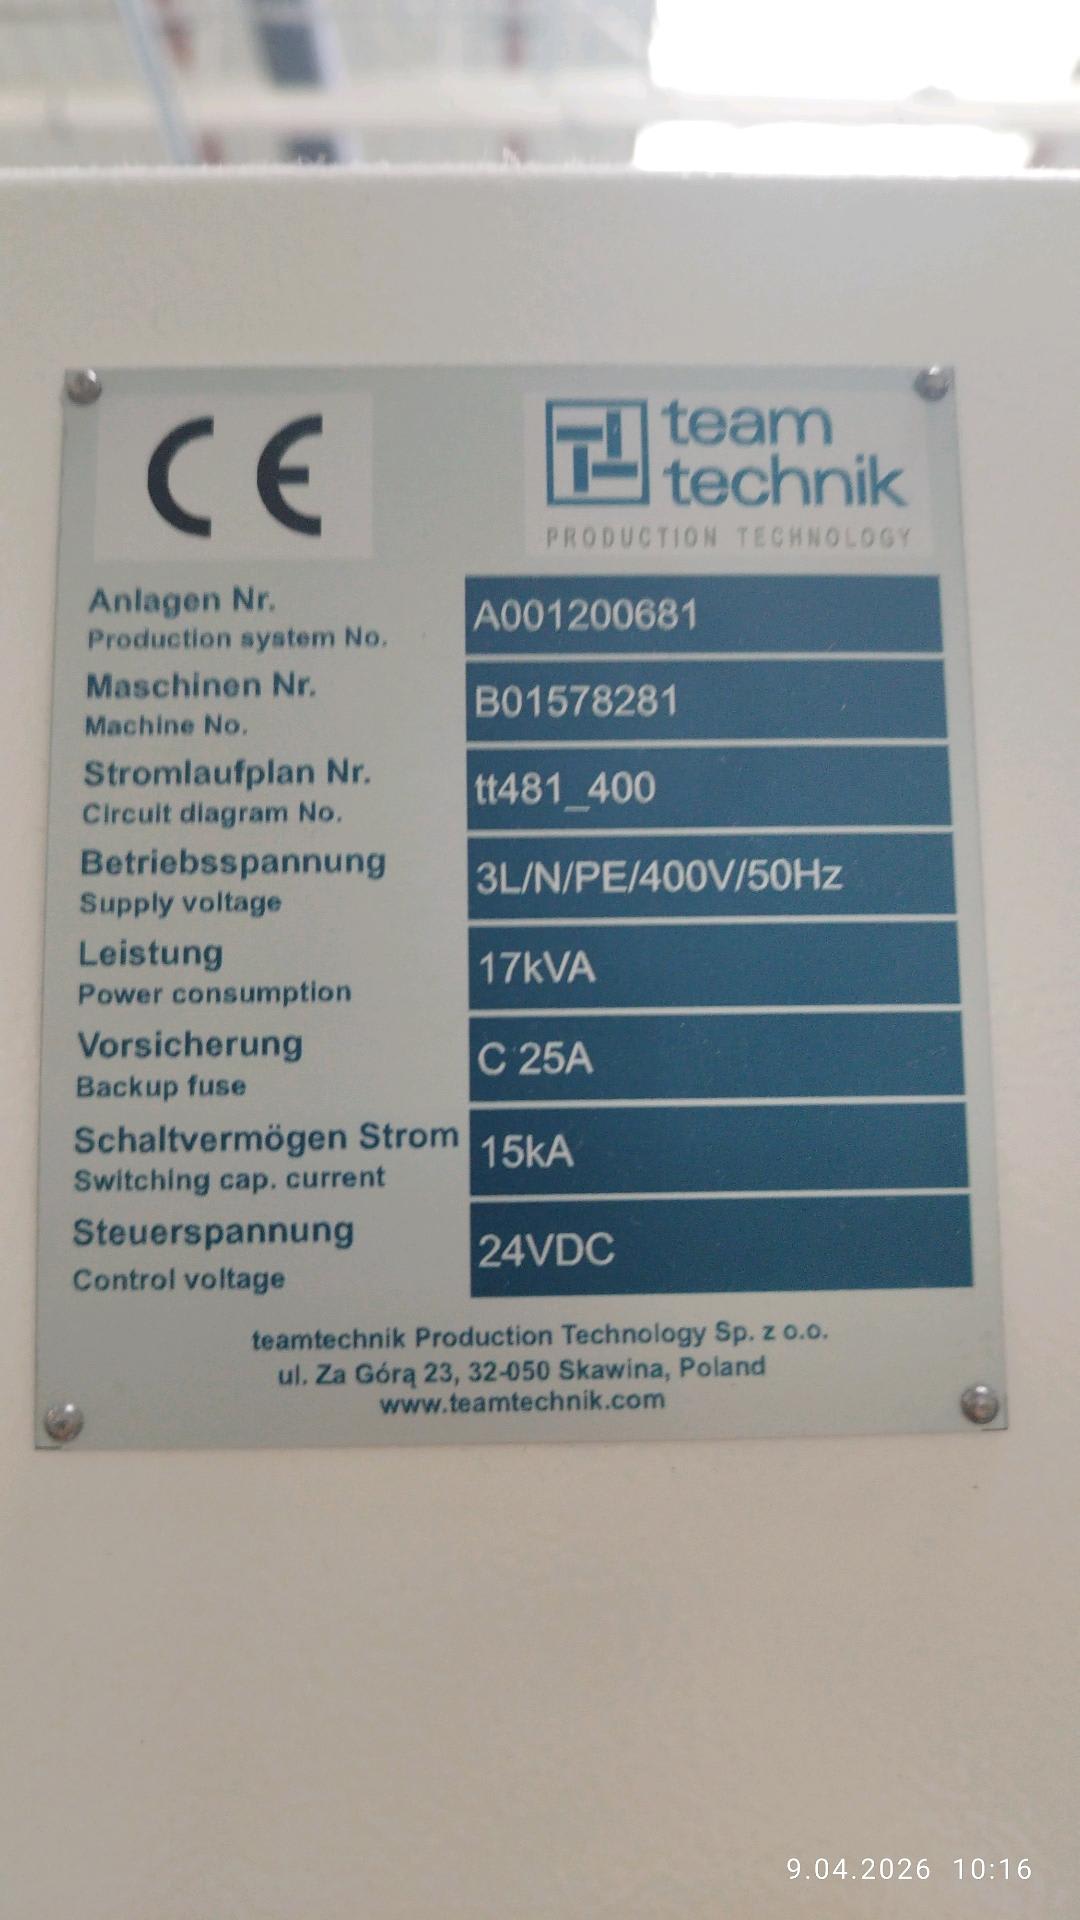 CE
team
technik
PRODUCTION TECHNOLOGY
Anlagen Nr.
Production system No.
A001200681
Maschinen Nr.
Machine No.
B01578281
Stromlaufplan Nr.
Circuit diagram No.
tt481_400
Betriebsspannung
Supply voltage
3L/N/PE/400V/50Hz
Leistung
Power consumption
17kVA
Vorsicherung
Backup fuse
C 25A
Schaltvermögen Strom
Switching cap. current
15kA
Steuerspannung
Control voltage
24VDC
teamtechnik Production Technology Sp. z o.o.
ul. Za Górą 23, 32-050 Skawina, Poland
www.teamtechnik.com
9.04.2026 10:16